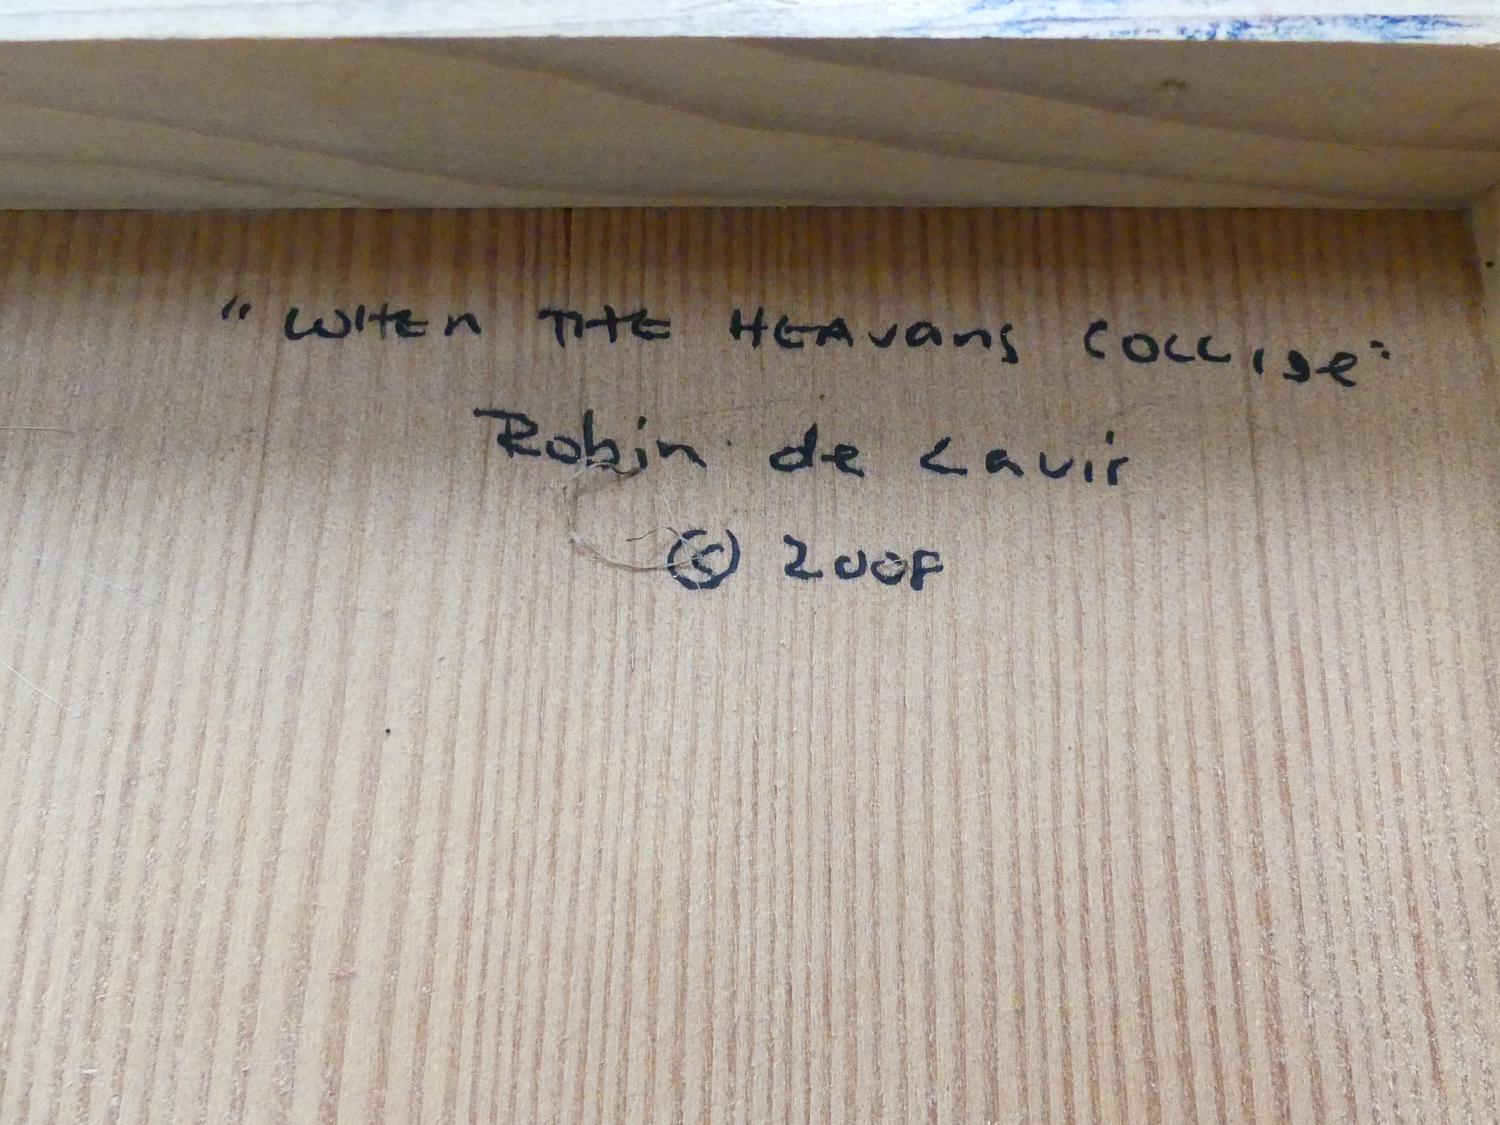 "WHEN THE HEAVANS COLLIDE"
Robin de Lavir
© 2008